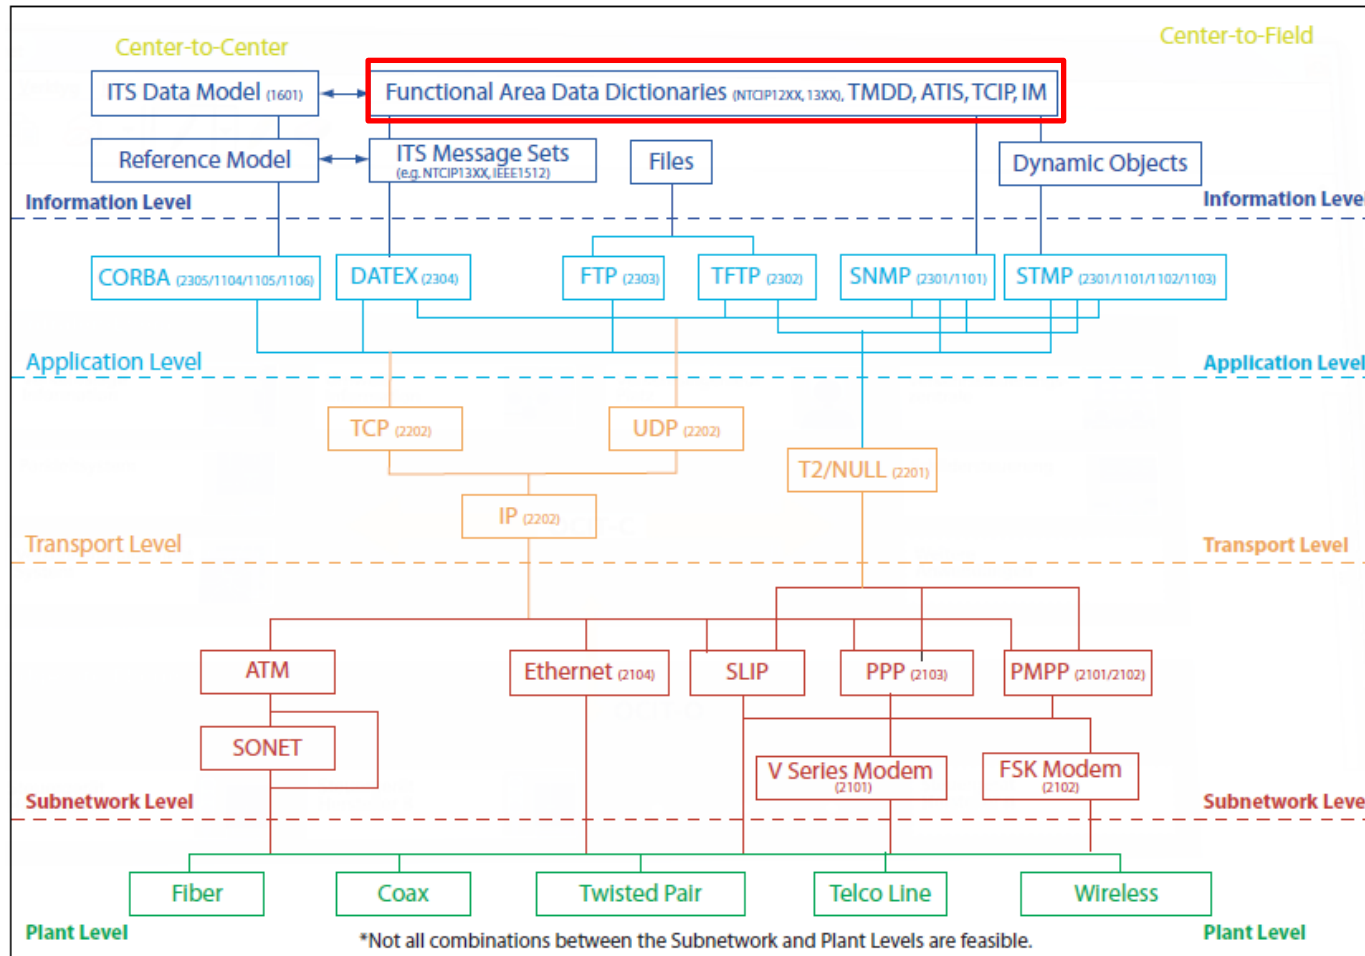 Center-to-Center
Center-to-Field
ITS Data Model (1601)
Functional Area Data Dictionaries (NTCIP12XX, 13XX), TMDD, ATIS, TCIP, IM
Reference Model
ITS Message Sets
(e.g. NTCIP13XX, IEEE1512)
Files
Dynamic Objects
Information Level
Information Level
CORBA (2305/1104/1105/1106)
DATEX (2304)
FTP (2303)
TFTP (2302)
SNMP (2301/1101)
STMP (2301/1101/1102/1103)
Application Level
Application Level
TCP (2202)
UDP (2202)
T2/NULL (2201)
IP (2202)
Transport Level
Transport Level
ATM
Ethernet (2104)
SLIP
PPP (2103)
PMPP (2101/2102)
SONET
V Series Modem
(2101)
FSK Modem
(2102)
Subnetwork Level
Subnetwork Level
Fiber
Coax
Twisted Pair
Telco Line
Wireless
Plant Level
Plant Level
*Not all combinations between the Subnetwork and Plant Levels are feasible.